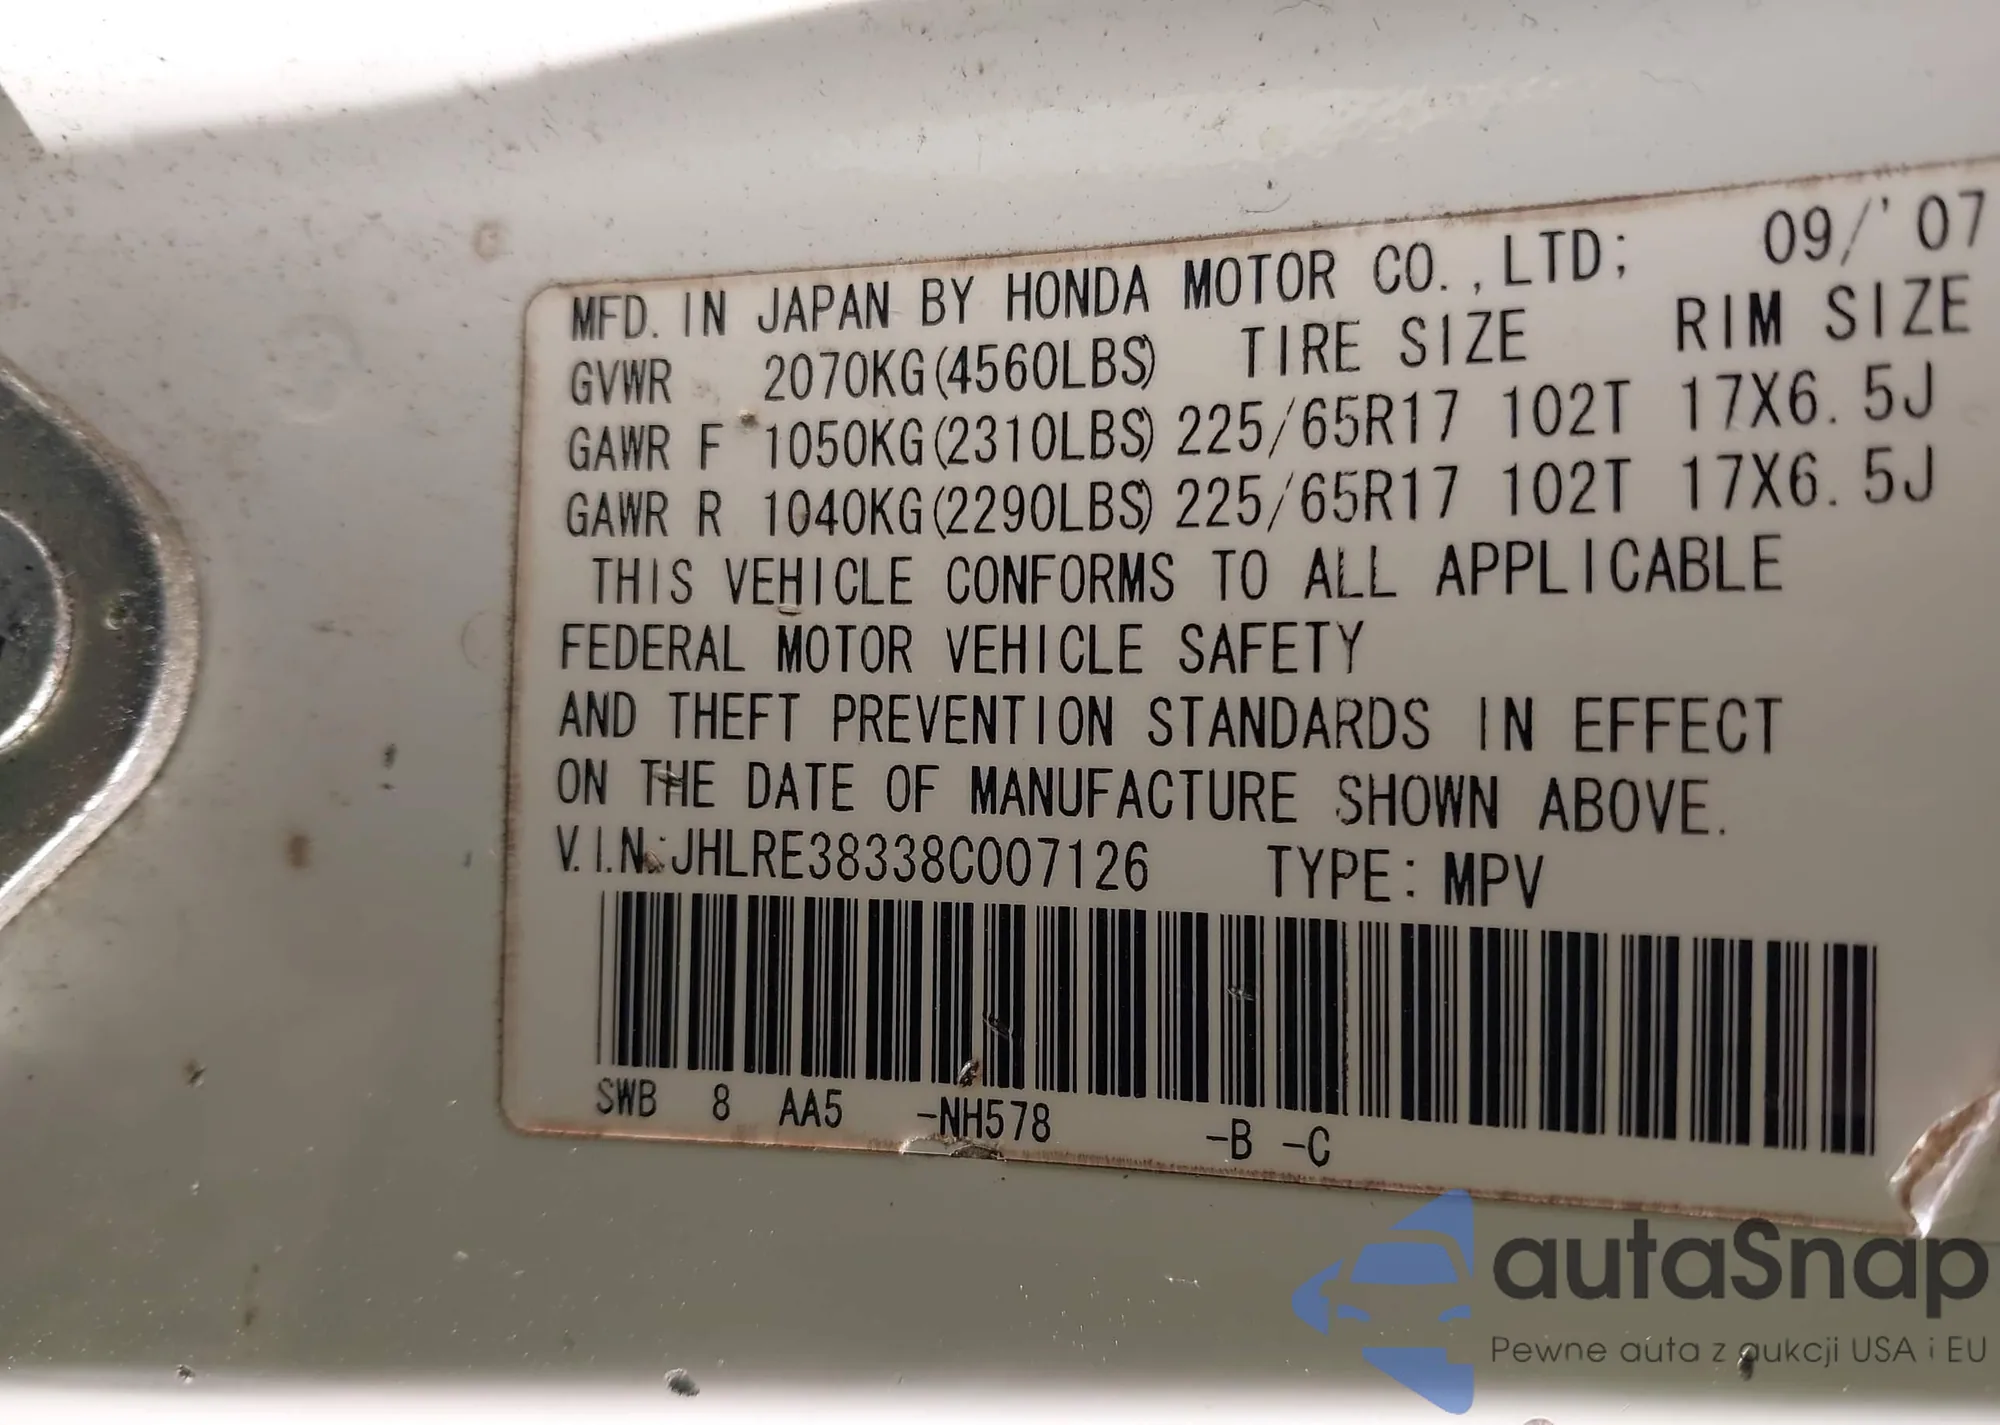 MFD. IN JAPAN BY HONDA MOTOR CO.,LTD; 09/'07
GVWR 2070KG(4560LBS) TIRE SIZE RIM SIZE
GAWR F 1050KG(2310LBS) 225/65R17 102T 17X6.5J
GAWR R 1040KG(2290LBS) 225/65R17 102T 17X6.5J
THIS VEHICLE CONFORMS TO ALL APPLICABLE
FEDERAL MOTOR VEHICLE SAFETY
AND THEFT PREVENTION STANDARDS IN EFFECT
ON THE DATE OF MANUFACTURE SHOWN ABOVE.
V.I.N.:JHLRE38338C007126 TYPE: MPV
SWB 8 AA5 -NH578 -B -C
autaSnap
Pewne auta z aukcji USA i EU